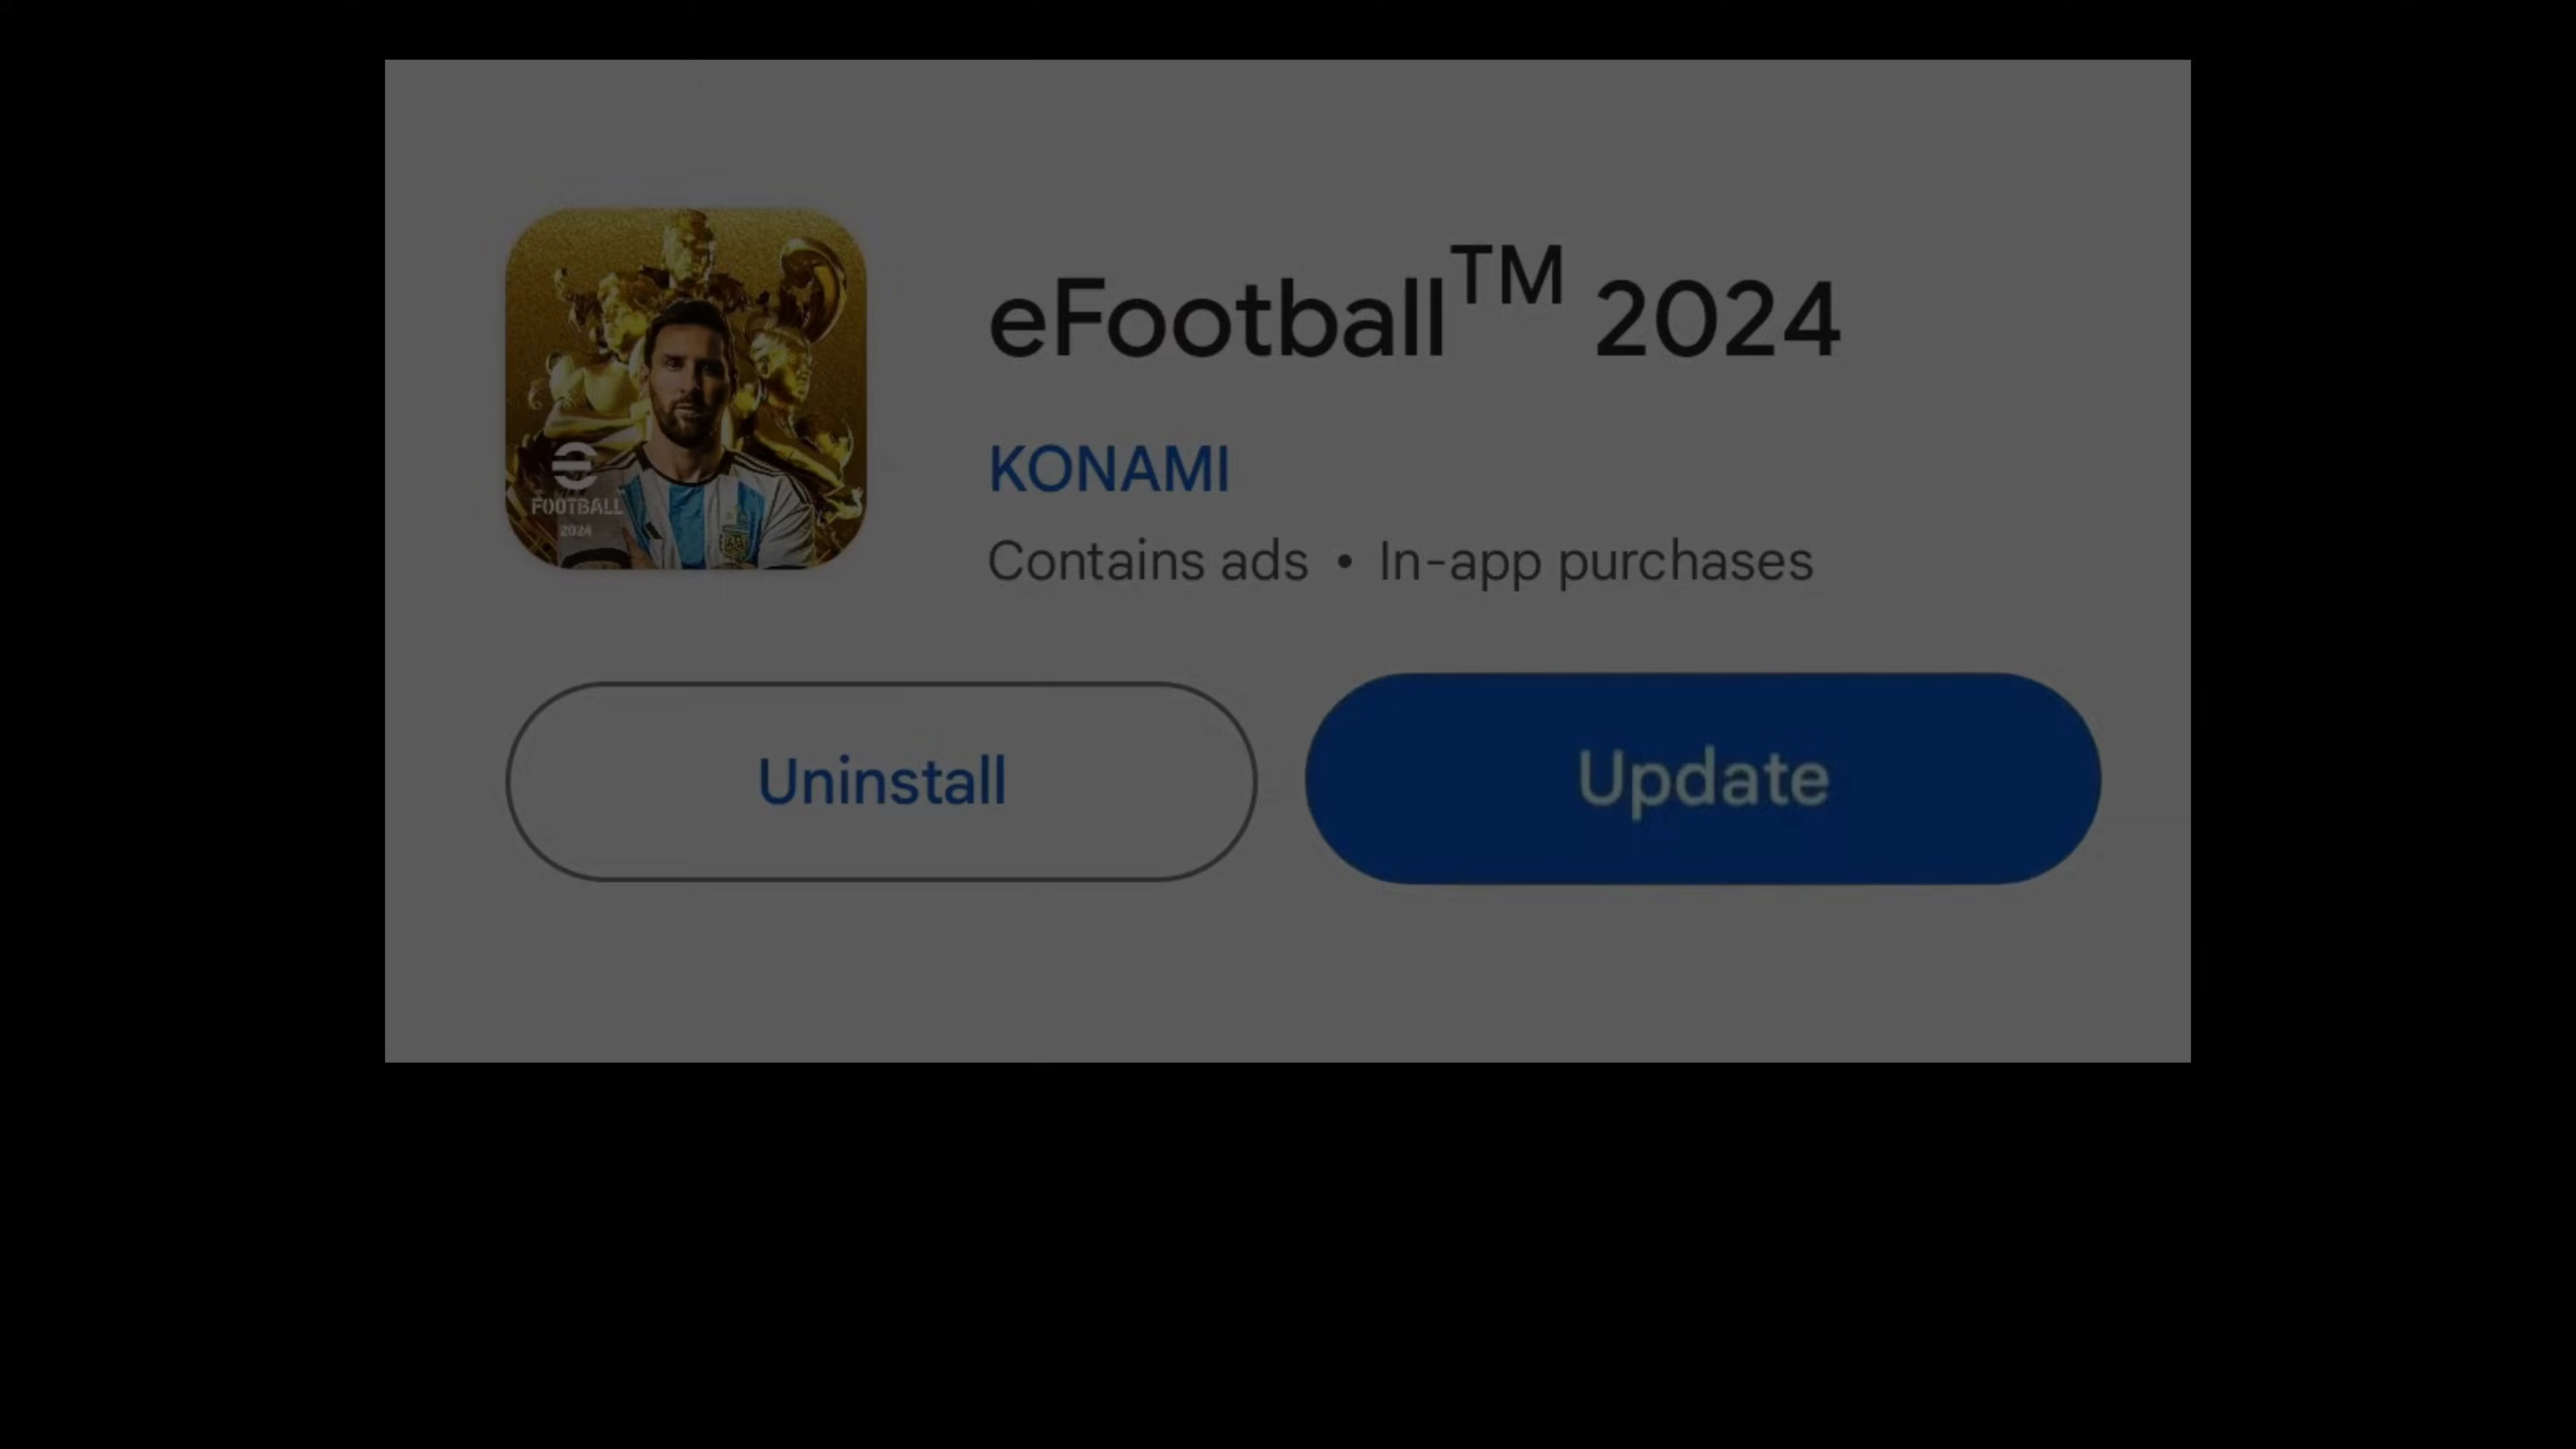 eFootball™ 2024
KONAMI
Contains ads • In-app purchases
FOOTBALL
2024
Uninstall
Update